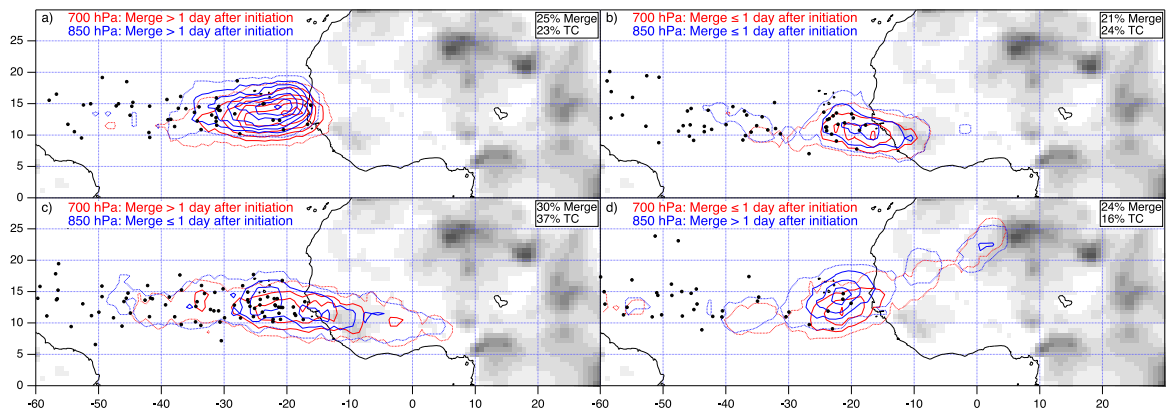 a) 700 hPa: Merge > 1 day after initiation 25% Merge
850 hPa: Merge > 1 day after initiation 23% TC
b) 700 hPa: Merge ≤ 1 day after initiation 21% Merge
850 hPa: Merge ≤ 1 day after initiation 24% TC
30
25
20
15
10
5
0
c) 700 hPa: Merge > 1 day after initiation 30% Merge
850 hPa: Merge ≤ 1 day after initiation 37% TC
d) 700 hPa: Merge ≤ 1 day after initiation 24% Merge
850 hPa: Merge > 1 day after initiation 16% TC
25
20
15
10
5
0
-60 -50 -40 -30 -20 -10 0 10 20 -60 -50 -40 -30 -20 -10 0 10 20